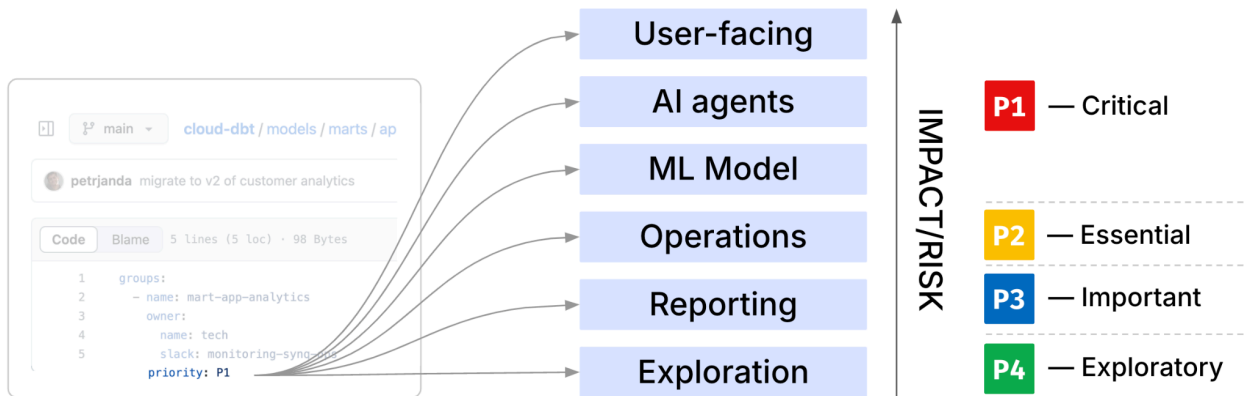 main
cloud-dbt / models / marts / ap
petrjanda migrate to v2 of customer analytics
Code Blame 5 lines (5 loc) · 98 Bytes
1 groups:
2 - name: mart-app-analytics
3 owner:
4 name: tech
5 slack: monitoring-synq-ops
priority: P1
User-facing
AI agents
ML Model
Operations
Reporting
Exploration
IMPACT/RISK
P1 — Critical
P2 — Essential
P3 — Important
P4 — Exploratory